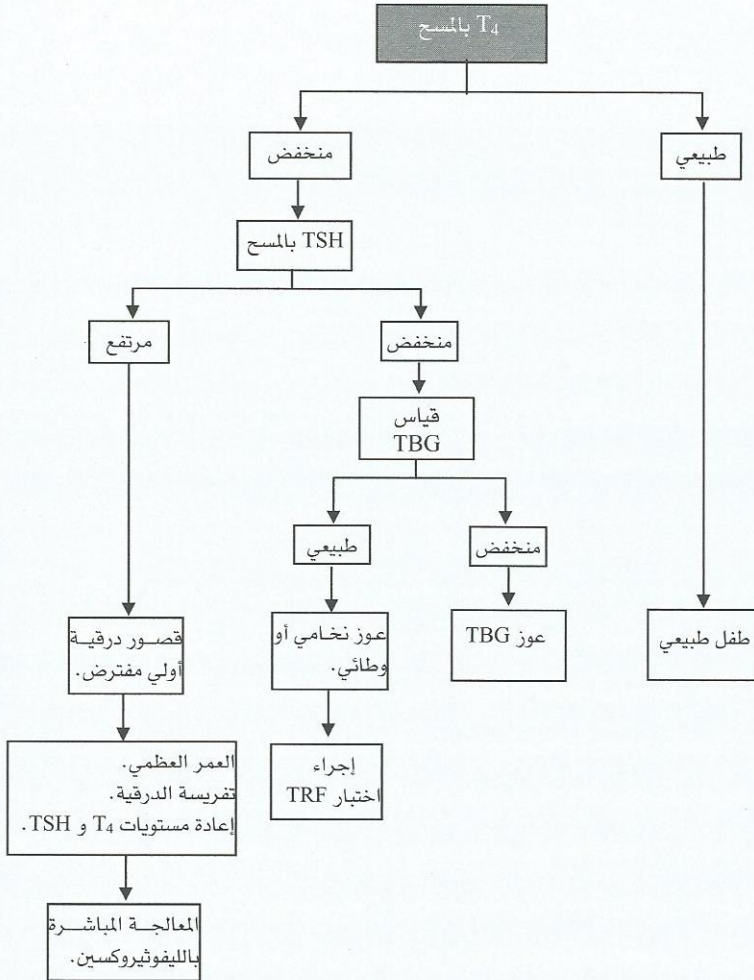 T4 بالمسح
منخفض
طبيعي
TSH بالمسح
مرتفع
منخفض
قياس
TBG
طبيعي
منخفض
قصور درقية
أولي مفترض.
عوز نخامي أو
وطائي.
عوز TBG
طفل طبيعي
العمر العظمي.
تفريسة الدرقية.
إعادة مستويات T4 و TSH.
إجراء
اختبار TRF
المعالجة المباشرة
بالليفوثيروكسين.